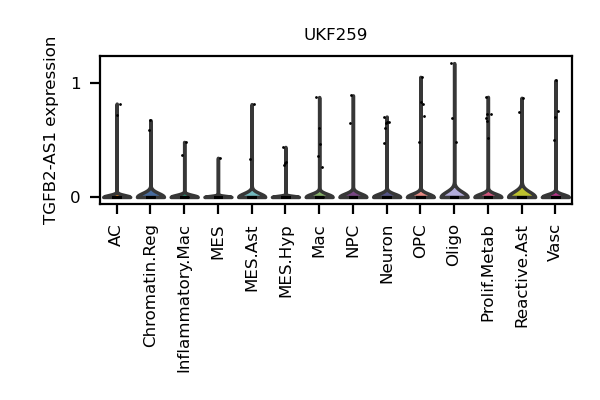 UKF259
TGFB2-AS1 expression
1
0
AC
Chromatin.Reg
Inflammatory.Mac
MES
MES.Ast
MES.Hyp
Mac
NPC
Neuron
OPC
Oligo
Prolif.Metab
Reactive.Ast
Vasc